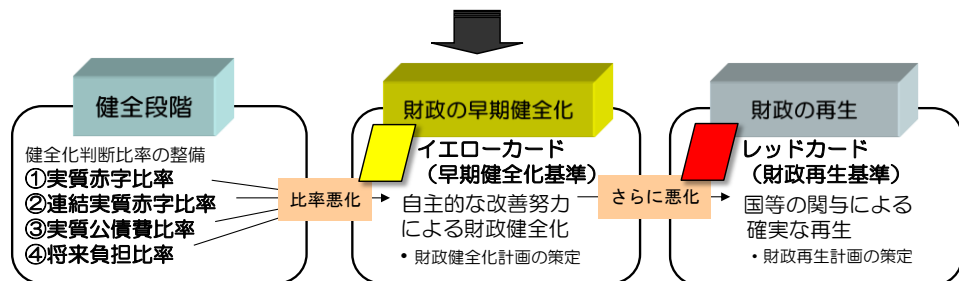 健全段階
健全化判断比率の整備
①実質赤字比率
②連結実質赤字比率
③実質公債費比率
④将来負担比率
比率悪化
財政の早期健全化
イエローカード
（早期健全化基準）
自主的な改善努力
による財政健全化
・財政健全化計画の策定
さらに悪化
財政の再生
レッドカード
（財政再生基準）
国等の関与による
確実な再生
・財政再生計画の策定